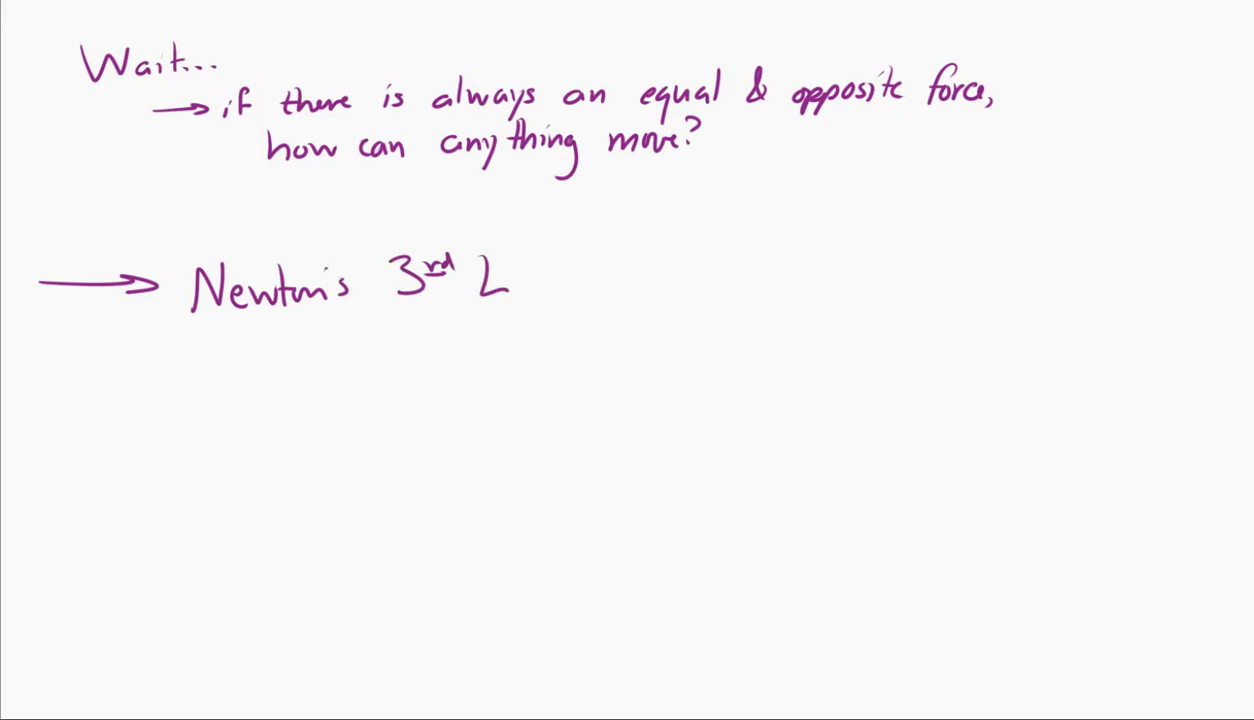 Wait...
→ if there is always an equal & opposite force,
how can anything move?
→ Newton's 3rd L